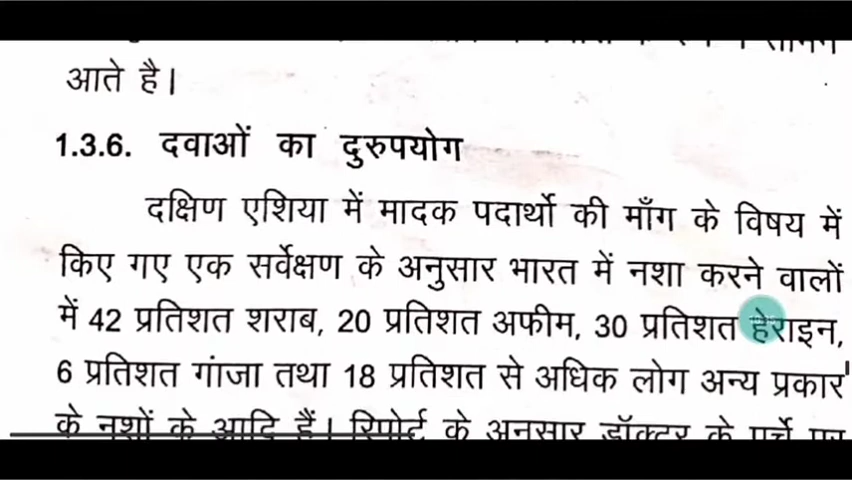 आते है।
1.3.6. दवाओं का दुरुपयोग
दक्षिण एशिया में मादक पदार्थो की माँग के विषय में
किए गए एक सर्वेक्षण के अनुसार भारत में नशा करने वालों
में 42 प्रतिशत शराब, 20 प्रतिशत अफीम, 30 प्रतिशत हेराइन,
6 प्रतिशत गांजा तथा 18 प्रतिशत से अधिक लोग अन्य प्रकार
के नशों के आदि हैं। रिपोर्ट के अनुसार डॉक्टर के पर्चे पर